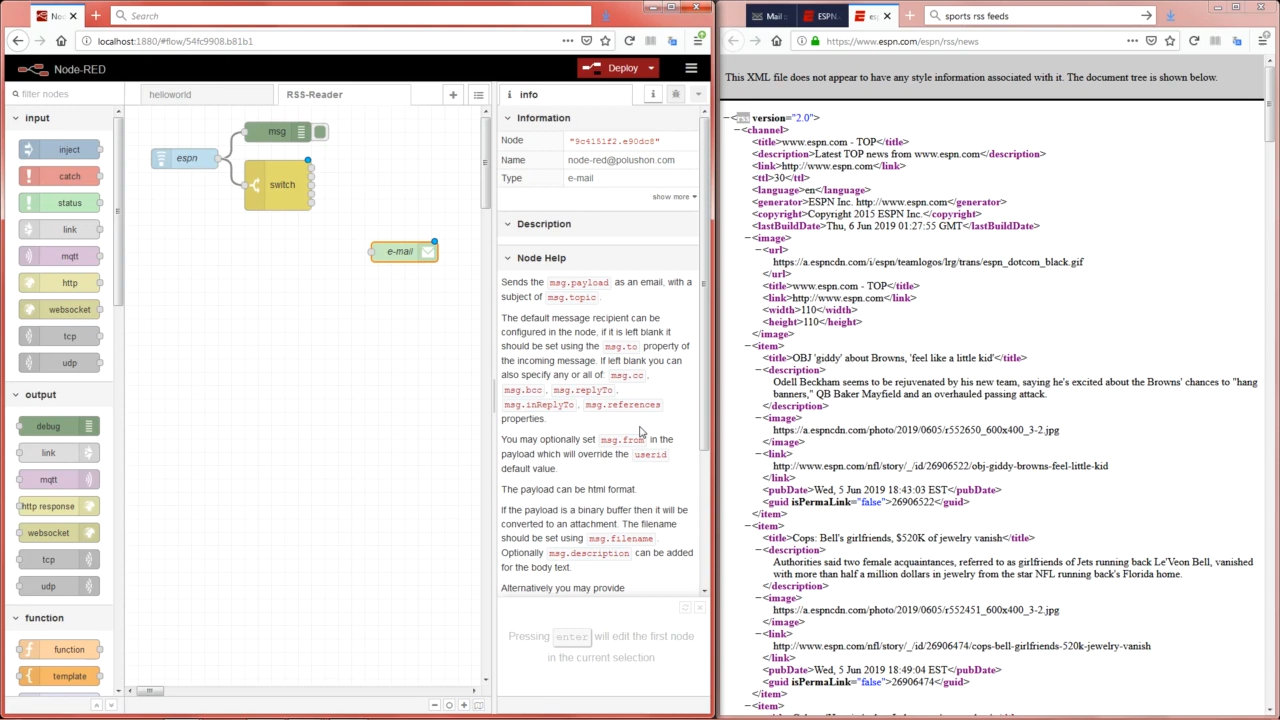 No
Search
localhost:1880/#flow/54fc9908.b81b1
Node-RED
Deploy
filter nodes
input
inject
catch
status
link
mqtt
http
websocket
tcp
udp
output
debug
link
mqtt
http response
websocket
tcp
udp
function
function
template
helloworld
RSS-Reader
espn
msg
switch
e-mail
info
Information
Node "9c4151f2.e90dc8"
Name node-red@polushon.com
Type e-mail
show more
Description
Node Help
Sends the msg.payload as an email, with a
subject of msg.topic.
The default message recipient can be
configured in the node, if it is left blank it
should be set using the msg.to property of
the incoming message. If left blank you can
also specify any or all of: msg.cc,
msg.bcc, msg.replyTo,
msg.inReplyTo, msg.references
properties.
You may optionally set msg.from in the
payload which will override the userid
default value.
The payload can be html format.
If the payload is a binary buffer then it will be
converted to an attachment. The filename
should be set using msg.filename.
Optionally msg.description can be added
for the body text.
Alternatively you may provide
Pressing enter will edit the first node
in the current selection
Mail
ESPN
sports rss feeds
https://www.espn.com/espn/rss/news
This XML file does not appear to have any style information associated with it. The document tree is shown below.
−<rss version="2.0">
−<channel>
<title>www.espn.com - TOP</title>
<description>Latest TOP news from www.espn.com</description>
<link>http://www.espn.com</link>
<ttl>30</ttl>
<language>en</language>
<generator>ESPN Inc. http://www.espn.com</generator>
<copyright>Copyright 2015 ESPN Inc.</copyright>
<lastBuildDate>Thu, 6 Jun 2019 01:27:55 GMT</lastBuildDate>
−<image>
−<url>
https://a.espncdn.com/i/espn/teamlogos/lrg/trans/espn_dotcom_black.gif
</url>
<title>www.espn.com - TOP</title>
<link>http://www.espn.com</link>
<width>110</width>
<height>110</height>
</image>
−<item>
<title>OBJ 'giddy' about Browns, 'feel like a little kid'</title>
−<description>
Odell Beckham seems to be rejuvenated by his new team, saying he's excited about the Browns' chances to "hang
banners," QB Baker Mayfield and an overhauled passing attack.
</description>
−<image>
https://a.espncdn.com/photo/2019/0605/r552650_600x400_3-2.jpg
</image>
−<link>
http://www.espn.com/nfl/story/_/id/26906522/obj-giddy-browns-feel-little-kid
</link>
<pubDate>Wed, 5 Jun 2019 18:43:03 EST</pubDate>
<guid isPermaLink="false">26906522</guid>
</item>
−<item>
<title>Cops: Bell's girlfriends, $520K of jewelry vanish</title>
−<description>
Authorities said two female acquaintances, referred to as girlfriends of Jets running back Le'Veon Bell, vanished
with more than half a million dollars in jewelry from the star NFL running back's Florida home.
</description>
−<image>
https://a.espncdn.com/photo/2019/0605/r552451_600x400_3-2.jpg
</image>
−<link>
http://www.espn.com/nfl/story/_/id/26906474/cops-bell-girlfriends-520k-jewelry-vanish
</link>
<pubDate>Wed, 5 Jun 2019 18:49:04 EST</pubDate>
<guid isPermaLink="false">26906474</guid>
</item>
−<item>